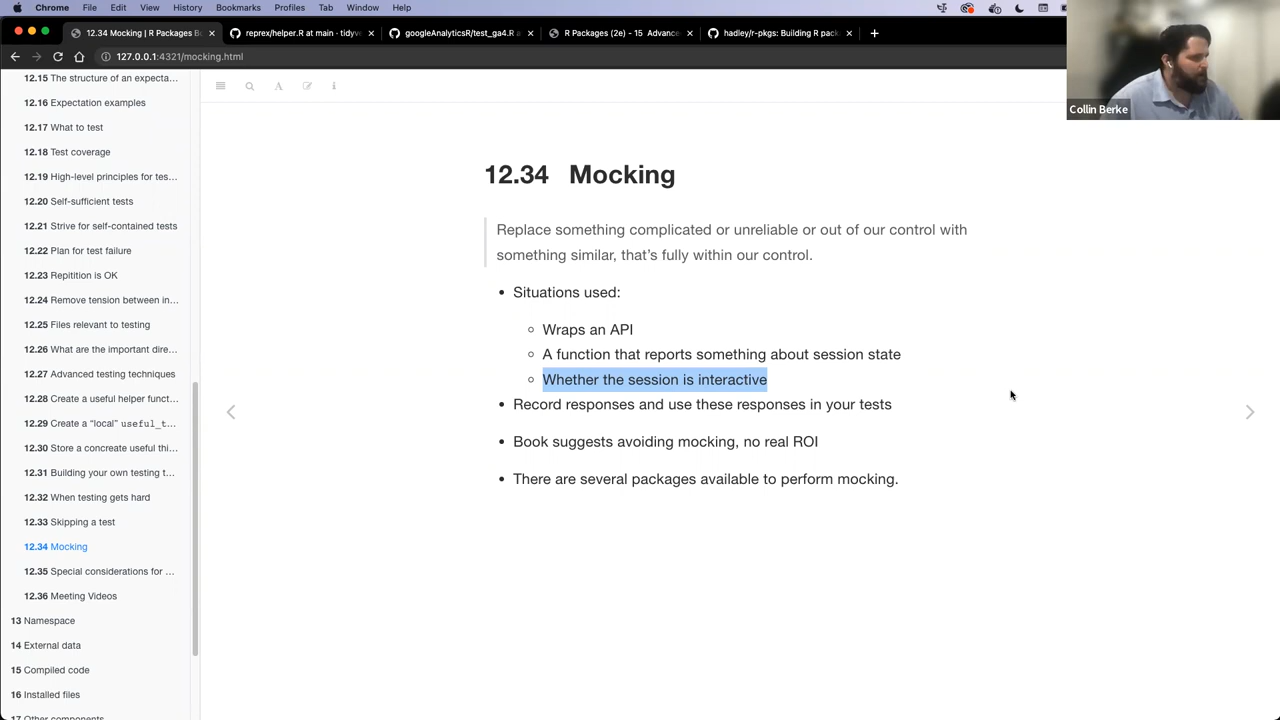 Chrome File Edit View History Bookmarks Profiles Tab Window Help
12.34 Mocking | R Packages B
reprex/helper.R at main · tidyv
googleAnalyticsR/test_ga4.R a
R Packages (2e) - 15 Advance
hadley/r-pkgs: Building R pack
127.0.0.1:4321/mocking.html
Collin Berke
12.15 The structure of an expecta...
12.16 Expectation examples
12.17 What to test
12.18 Test coverage
12.19 High-level principles for tes...
12.20 Self-sufficient tests
12.21 Strive for self-contained tests
12.22 Plan for test failure
12.23 Repitition is OK
12.24 Remove tension between in...
12.25 Files relevant to testing
12.26 What are the important dire...
12.27 Advanced testing techniques
12.28 Create a useful helper funct...
12.29 Create a “local” useful_t...
12.30 Store a concreate useful thi...
12.31 Building your own testing t...
12.32 When testing gets hard
12.33 Skipping a test
12.34 Mocking
12.35 Special considerations for ...
12.36 Meeting Videos
13 Namespace
14 External data
15 Compiled code
16 Installed files
17 Other components
12.34 Mocking
Replace something complicated or unreliable or out of our control with
something similar, that’s fully within our control.
• Situations used:
◦ Wraps an API
◦ A function that reports something about session state
◦ Whether the session is interactive
• Record responses and use these responses in your tests
• Book suggests avoiding mocking, no real ROI
• There are several packages available to perform mocking.